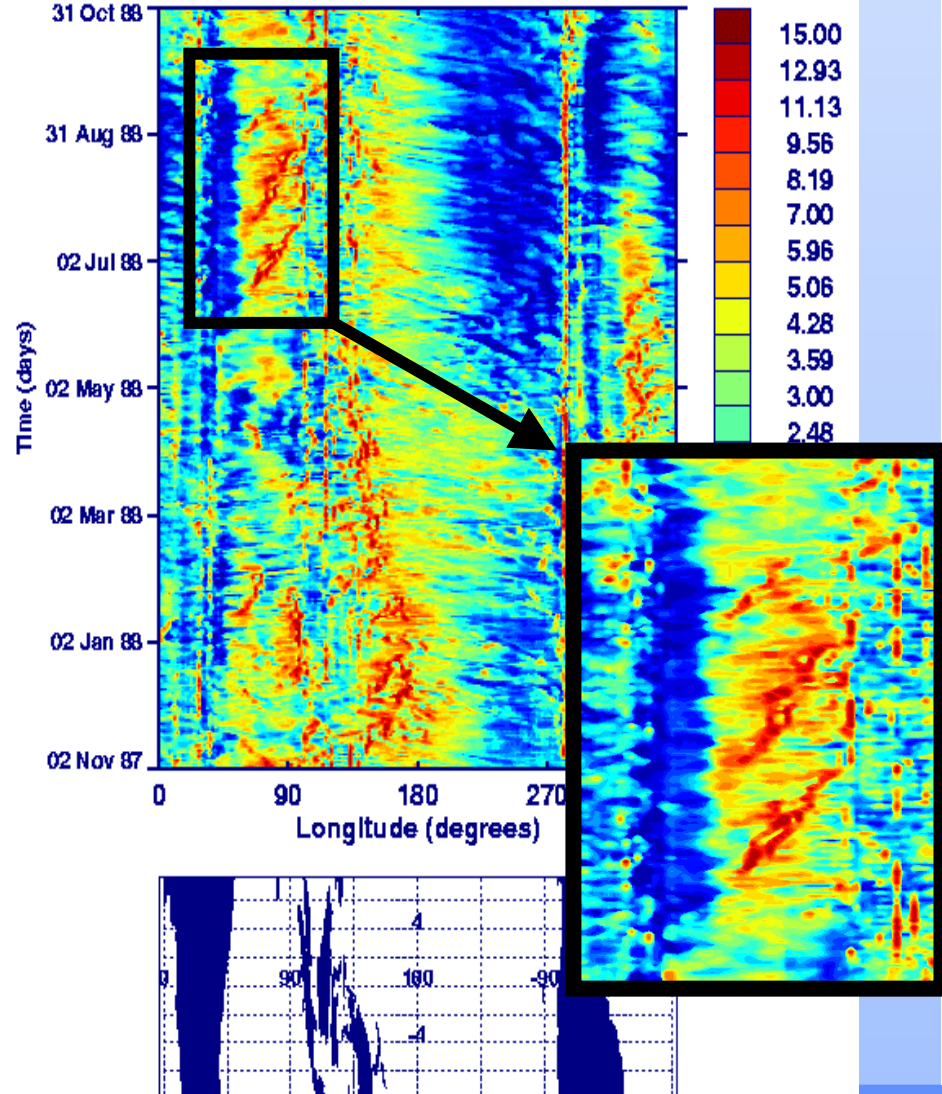 31 Oct 88
31 Aug 88
02 Jul 88
02 May 88
02 Mar 88
02 Jan 88
02 Nov 87
Time (days)
0 90 180 270
Longitude (degrees)
15.00
12.93
11.13
9.56
8.19
7.00
5.96
5.06
4.28
3.59
3.00
2.48
4
0 90 180 -90
-4